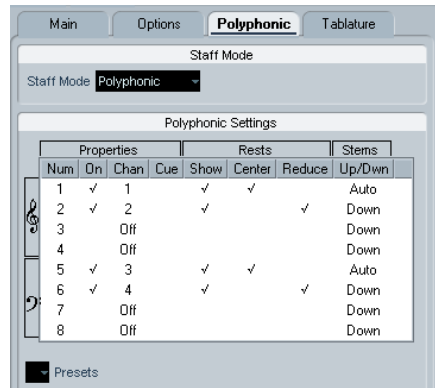 Main Options Polyphonic Tablature
Staff Mode
Staff Mode Polyphonic
Polyphonic Settings
Properties Rests Stems
Num On Chan Cue Show Center Reduce Up/Dwn
1 √ 1 √ √ Auto
2 √ 2 √ √ Down
3 Off Down
4 Off Down
5 √ 3 √ √ Auto
6 √ 4 √ √ Down
7 Off Down
8 Off Down
Presets